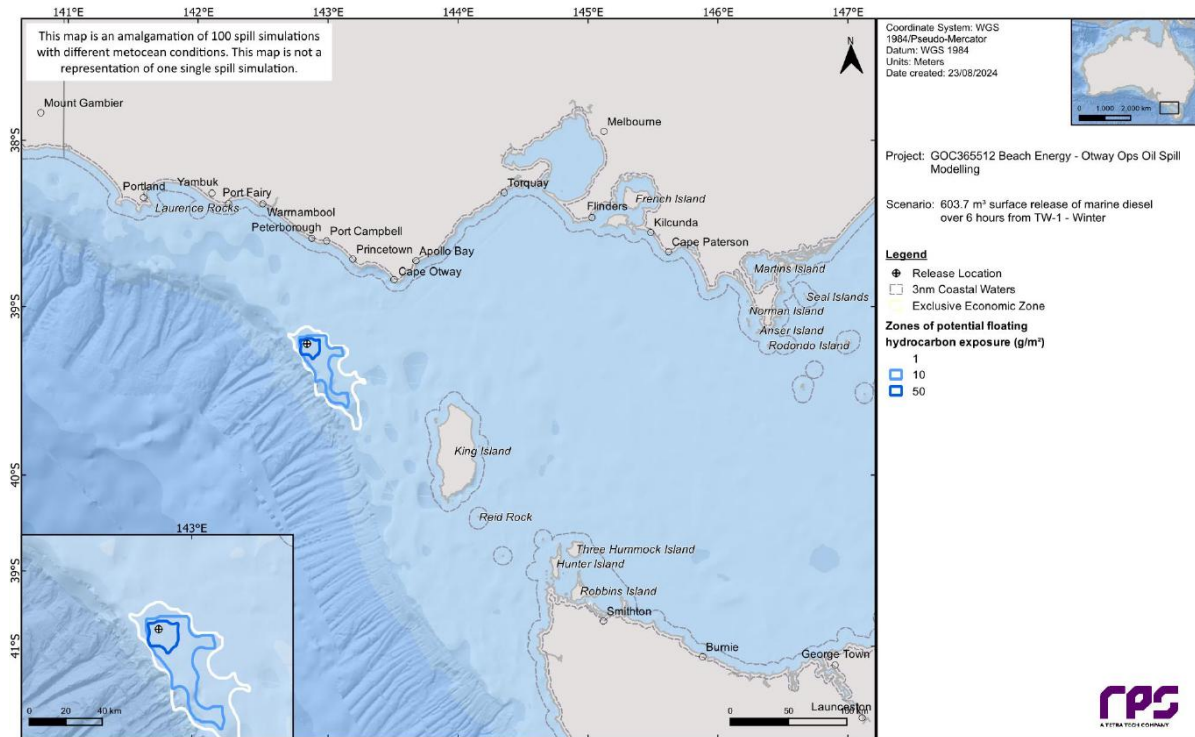 141°E
142°E
143°E
144°E
145°E
146°E
147°E
This map is an amalgamation of 100 spill simulations
with different metocean conditions. This map is not a
representation of one single spill simulation.
N
Mount Gambier
38°S
Melbourne
Portland
Yambuk
Port Fairy
Laurence Rocks
Warrnambool
Peterborough
Port Campbell
Princetown
Apollo Bay
Cape Otway
Torquay
Flinders
French Island
Kilcunda
Cape Paterson
Martins Island
Seal Islands
Norman Island
Anser Island
Rodondo Island
39°S
King Island
40°S
Reid Rock
Three Hummock Island
Hunter Island
Robbins Island
Smithton
41°S
Burnie
George Town
Launceston
143°E
39°S
0 20 40 km
0 50 100 km
Coordinate System: WGS
1984/Pseudo-Mercator
Datum: WGS 1984
Units: Meters
Date created: 23/08/2024
0 1,000 2,000 km
Project: GOC365512 Beach Energy - Otway Ops Oil Spill
Modelling
Scenario: 603.7 m³ surface release of marine diesel
over 6 hours from TW-1 - Winter
Legend
Release Location
3nm Coastal Waters
Exclusive Economic Zone
Zones of potential floating
hydrocarbon exposure (g/m²)
1
10
50
rps
A TETRA TECH COMPANY